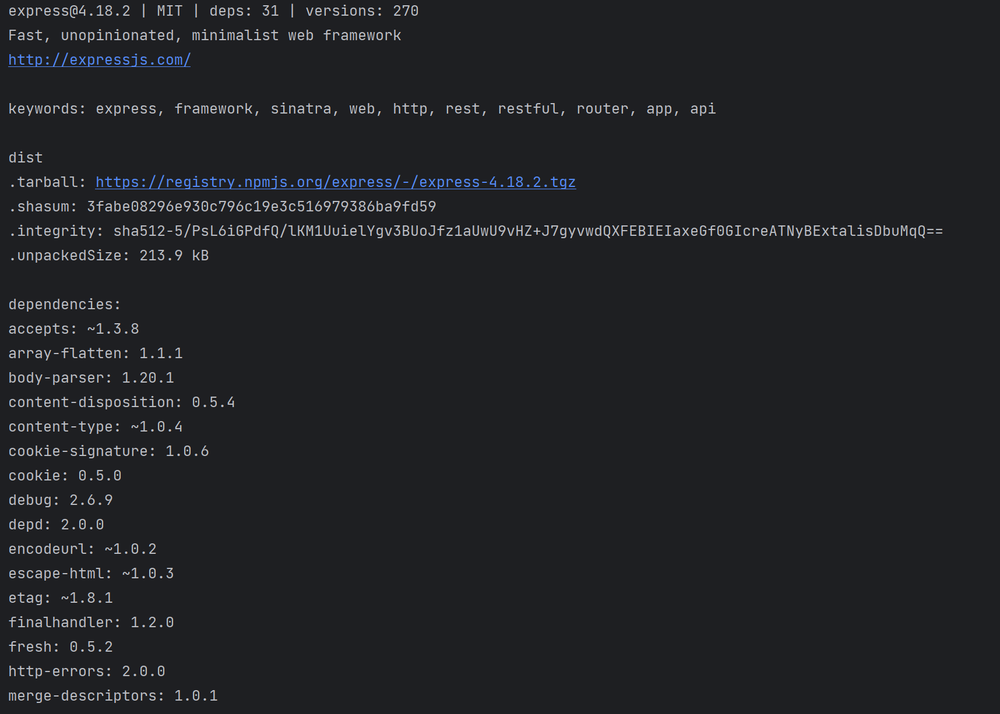 express@4.18.2 | MIT | deps: 31 | versions: 270
Fast, unopinionated, minimalist web framework
http://expressjs.com/
keywords: express, framework, sinatra, web, http, rest, restful, router, app, api
dist
.tarball: https://registry.npmjs.org/express/-/express-4.18.2.tgz
.shasum: 3fabe08296e930c796c19e3c516979386ba9fd59
.integrity: sha512-5/PsL6iGPdfQ/lKM1UuielYgv3BUoJfz1aUwU9vHZ+J7gyvwdQXFEBIEIaxeGf0GIcreATNyBExtalisDbuMqQ==
.unpackedSize: 213.9 kB
dependencies:
accepts: ~1.3.8
array-flatten: 1.1.1
body-parser: 1.20.1
content-disposition: 0.5.4
content-type: ~1.0.4
cookie-signature: 1.0.6
cookie: 0.5.0
debug: 2.6.9
depd: 2.0.0
encodeurl: ~1.0.2
escape-html: ~1.0.3
etag: ~1.8.1
finalhandler: 1.2.0
fresh: 0.5.2
http-errors: 2.0.0
merge-descriptors: 1.0.1